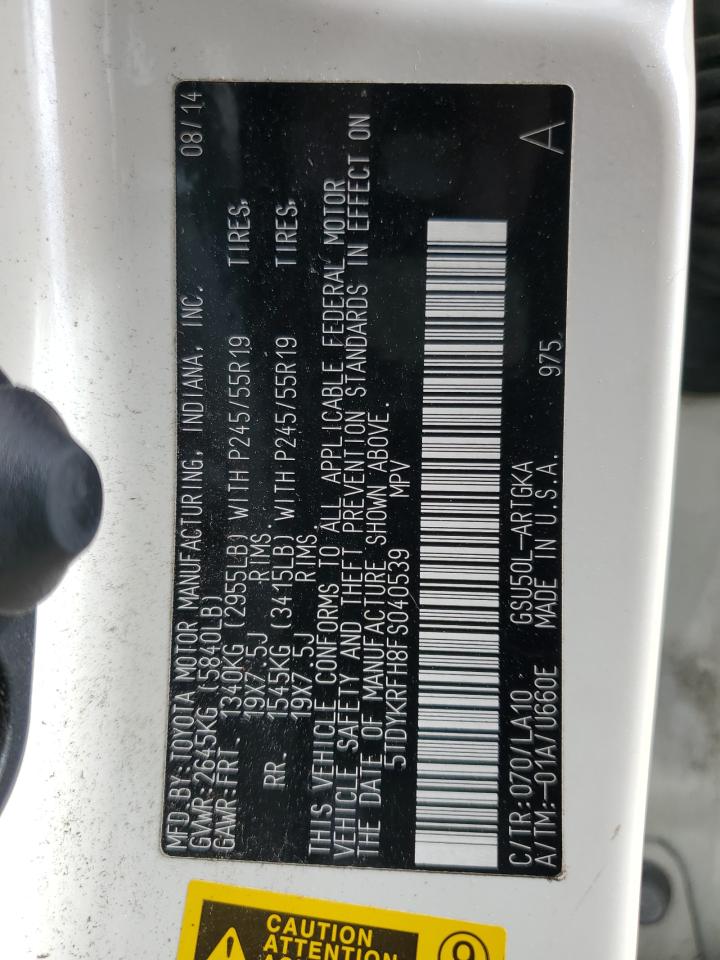 MFD BY:TOYOTA MOTOR MANUFACTURING, INDIANA, INC. 08/14
GVWR:2645KG (5840LB)
GAWR:FRT 1340KG (2955LB) WITH P245/55R19 TIRES,
19X7.5J RIMS
RR. 1545KG (3415LB) WITH P245/55R19 TIRES,
19X7.5J RIMS
THIS VEHICLE CONFORMS TO ALL APPLICABLE FEDERAL MOTOR
VEHICLE SAFETY AND THEFT PREVENTION STANDARDS IN EFFECT ON
THE DATE OF MANUFACTURE SHOWN ABOVE.
5TDYKRFH8FS040539 MPV
C/TR:070/LA10 GSU50L-ARTGKA 975
A/TM:-01A/U660E MADE IN U.S.A.
A
CAUTION
ATTENTION